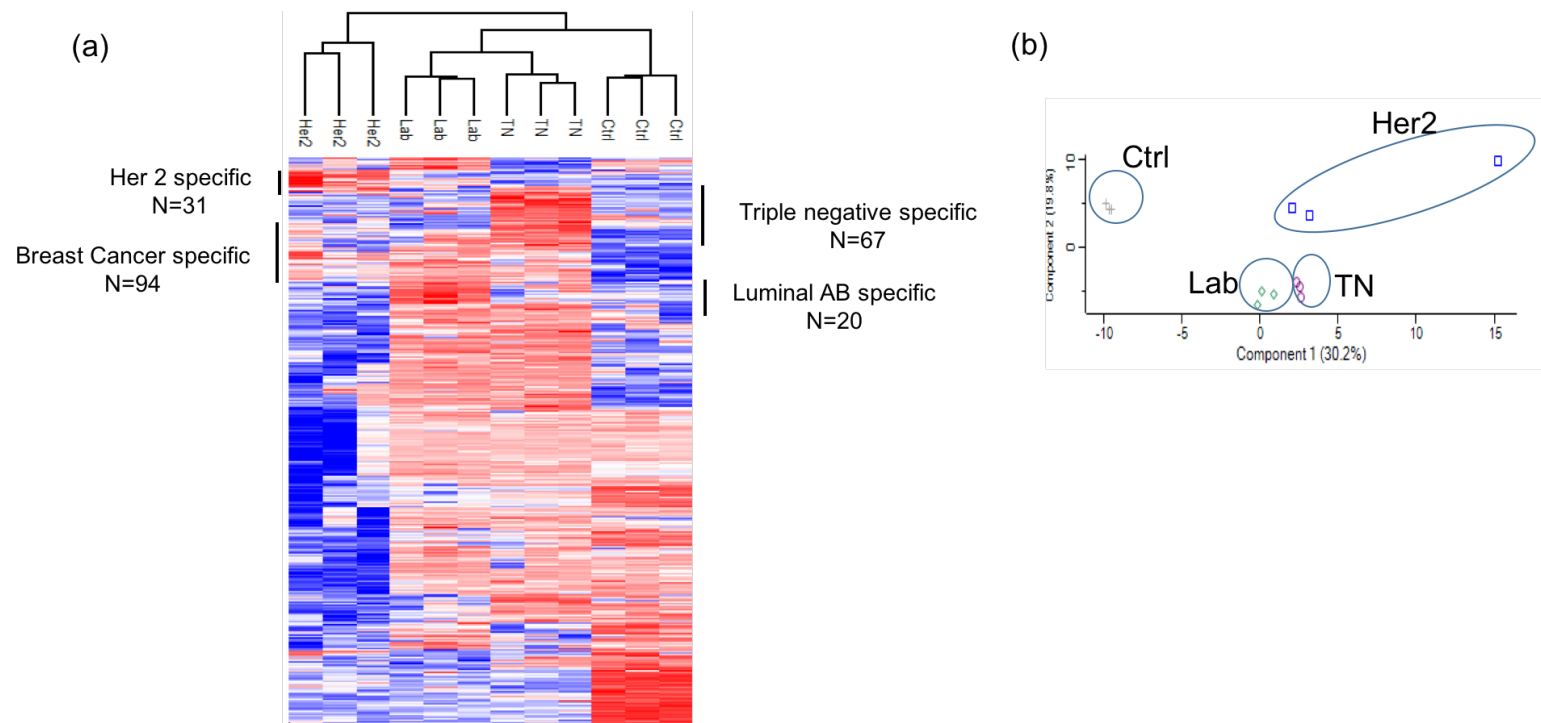 (a)
(b)
Her2
Her2
Her2
Lab
Lab
Lab
TN
TN
TN
Ctrl
Ctrl
Ctrl
Her 2 specific
N=31
Breast Cancer specific
N=94
Triple negative specific
N=67
Luminal AB specific
N=20
Her2
Ctrl
Lab
TN
10
0
Component 2 (19.8%)
-10
-5
0
5
10
15
Component 1 (30.2%)